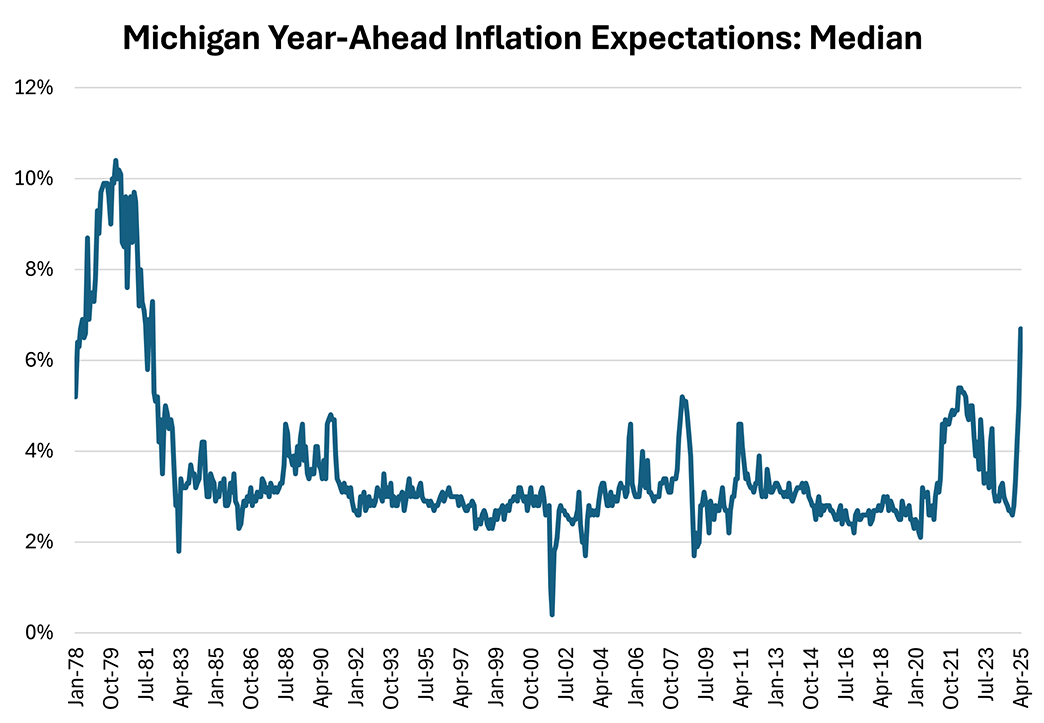 Michigan Year-Ahead Inflation Expectations: Median
12%
10%
8%
6%
4%
2%
0%
Jan-78
Oct-79
Jul-81
Apr-83
Jan-85
Oct-86
Jul-88
Apr-90
Jan-92
Oct-93
Jul-95
Apr-97
Jan-99
Oct-00
Jul-02
Apr-04
Jan-06
Oct-07
Jul-09
Apr-11
Jan-13
Oct-14
Jul-16
Apr-18
Jan-20
Oct-21
Jul-23
Apr-25